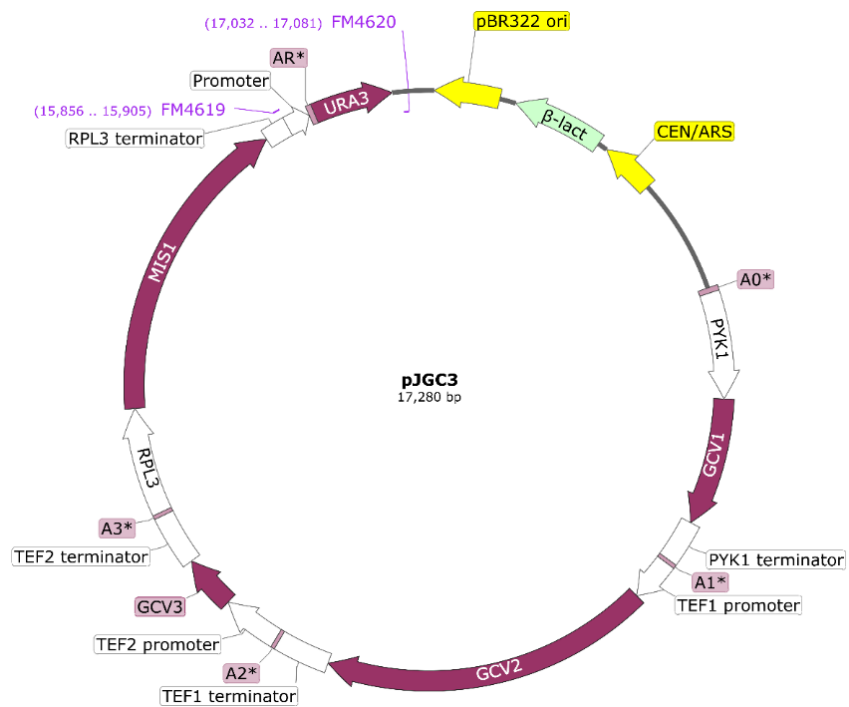 (17,032 .. 17,081) FM4620
pBR322 ori
AR*
Promoter
URA3
(15,856 .. 15,905) FM4619
β-lact
CEN/ARS
RPL3 terminator
MIS1
A0*
PYK1
pJGC3
17,280 bp
GCV1
RPL3
A3*
TEF2 terminator
PYK1 terminator
A1*
GCV3
TEF1 promoter
TEF2 promoter
A2*
GCV2
TEF1 terminator